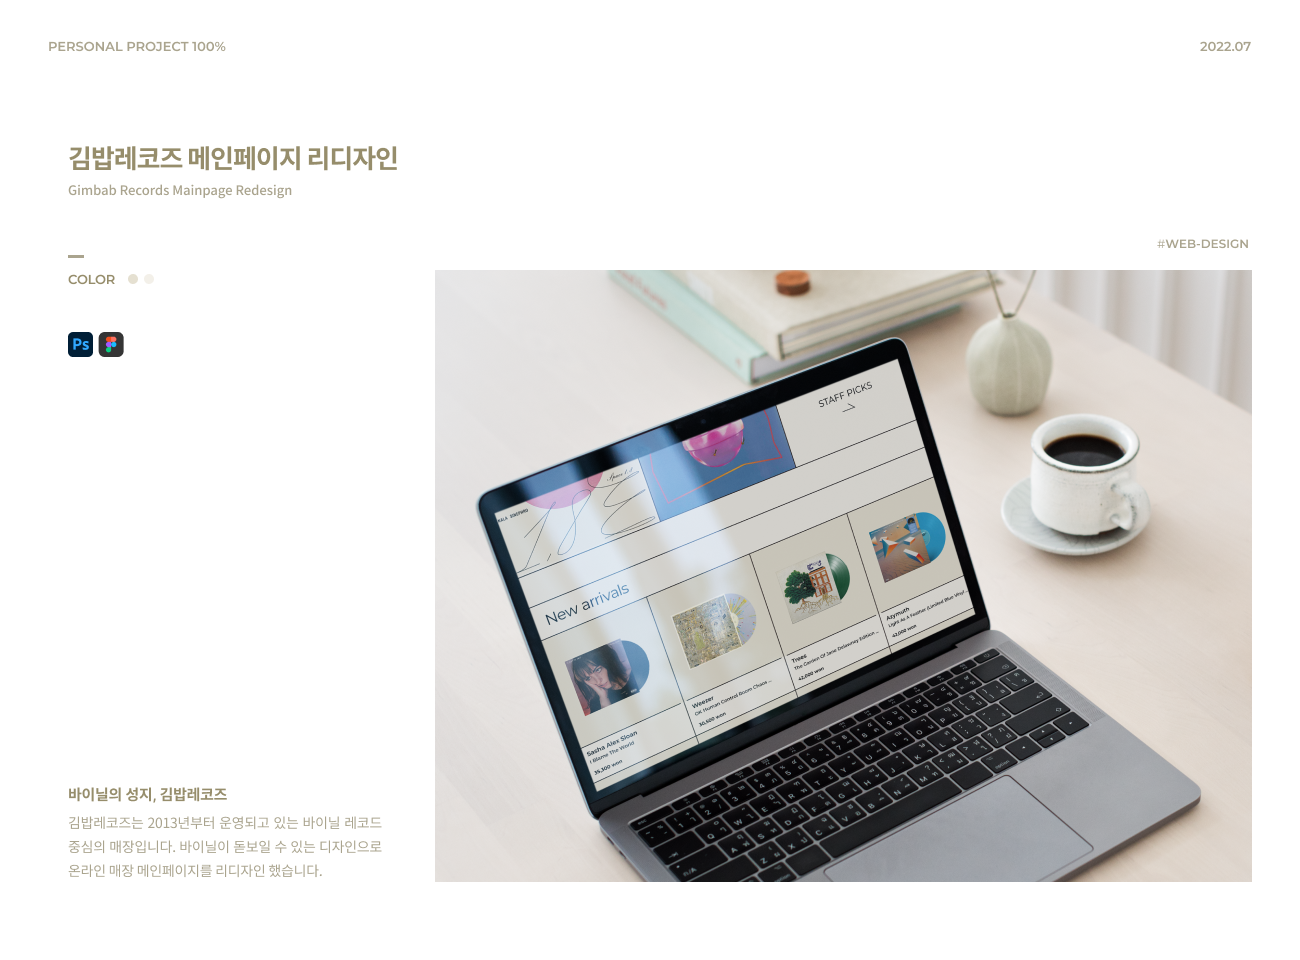 PERSONAL PROJECT 100%
2022.07
김밥레코즈 메인페이지 리디자인
Gimbab Records Mainpage Redesign
#WEB-DESIGN
COLOR
Ps
STAFF PICKS
New arrivals
Sasha Alex Sloan
I Blame The World
35,300 won
Weezer
OK Human Control Room Chaos ...
30,600 won
Trees
The Garden Of Jane Delawney Edition ...
42,000 won
Azymuth
Light As A Feather (Limited Blue Vinyl...
42,000 won
option
바이닐의 성지, 김밥레코즈
김밥레코즈는 2013년부터 운영되고 있는 바이닐 레코드
중심의 매장입니다. 바이닐이 돋보일 수 있는 디자인으로
온라인 매장 메인페이지를 리디자인 했습니다.